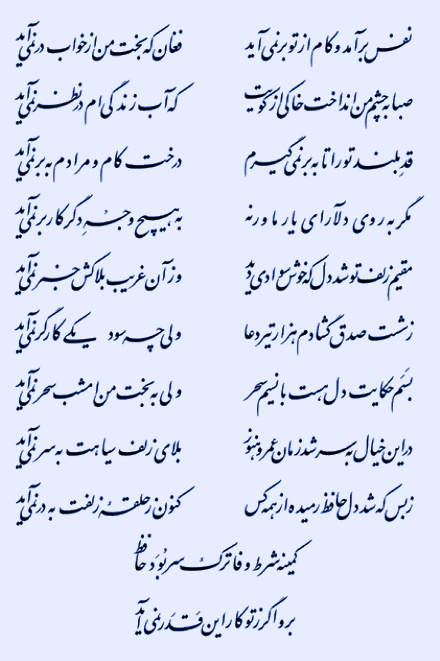 نفس برآمد و کام از تو بر نمی‌آید فغان که بخت من از خواب در نمی‌آید
صبا به چشم من انداخت خاکی از کویت که آب زندگی‌ام در نظر نمی‌آید
قد بلند تو را تا به بر نمی‌گیرم درخت کام و مرادم به بر نمی‌آید
مگر به روی دلارای یار ما ور نه به هیچ وجه دگر کار بر نمی‌آید
مقیم زلف تو شد دل که خوش سوادی دید وز آن غریب بلاکش خبر نمی‌آید
ز شست صدق گشادم هزار تیر دعا ولی چه سود یکی کارگر نمی‌آید
بسم حکایت دل هست با نسیم سحر ولی به بخت من امشب سحر نمی‌آید
در این خیال به سر شد زمان عمر و هنوز بلای زلف سیاهت به سر نمی‌آید
ز بس که شد دل حافظ رمیده از همه کس کنون ز حلقه زلفت به در نمی‌آید
کمینه شرط وفا ترک سر بود حافظ
برو اگر ز تو کار این قدر نمی‌آید